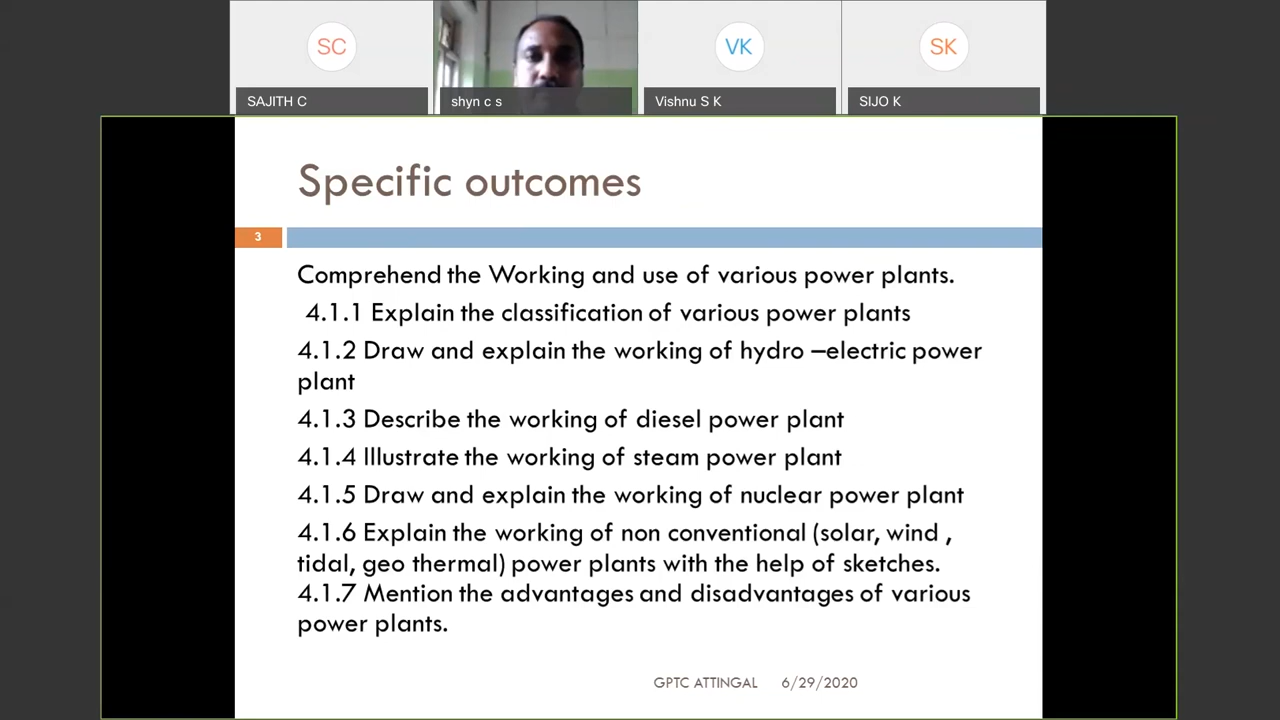 SC
VK
SK
SAJITH C
shyn c s
Vishnu S K
SIJO K
Specific outcomes
3
Comprehend the Working and use of various power plants.
4.1.1 Explain the classification of various power plants
4.1.2 Draw and explain the working of hydro –electric power
plant
4.1.3 Describe the working of diesel power plant
4.1.4 Illustrate the working of steam power plant
4.1.5 Draw and explain the working of nuclear power plant
4.1.6 Explain the working of non conventional (solar, wind ,
tidal, geo thermal) power plants with the help of sketches.
4.1.7 Mention the advantages and disadvantages of various
power plants.
GPTC ATTINGAL 6/29/2020